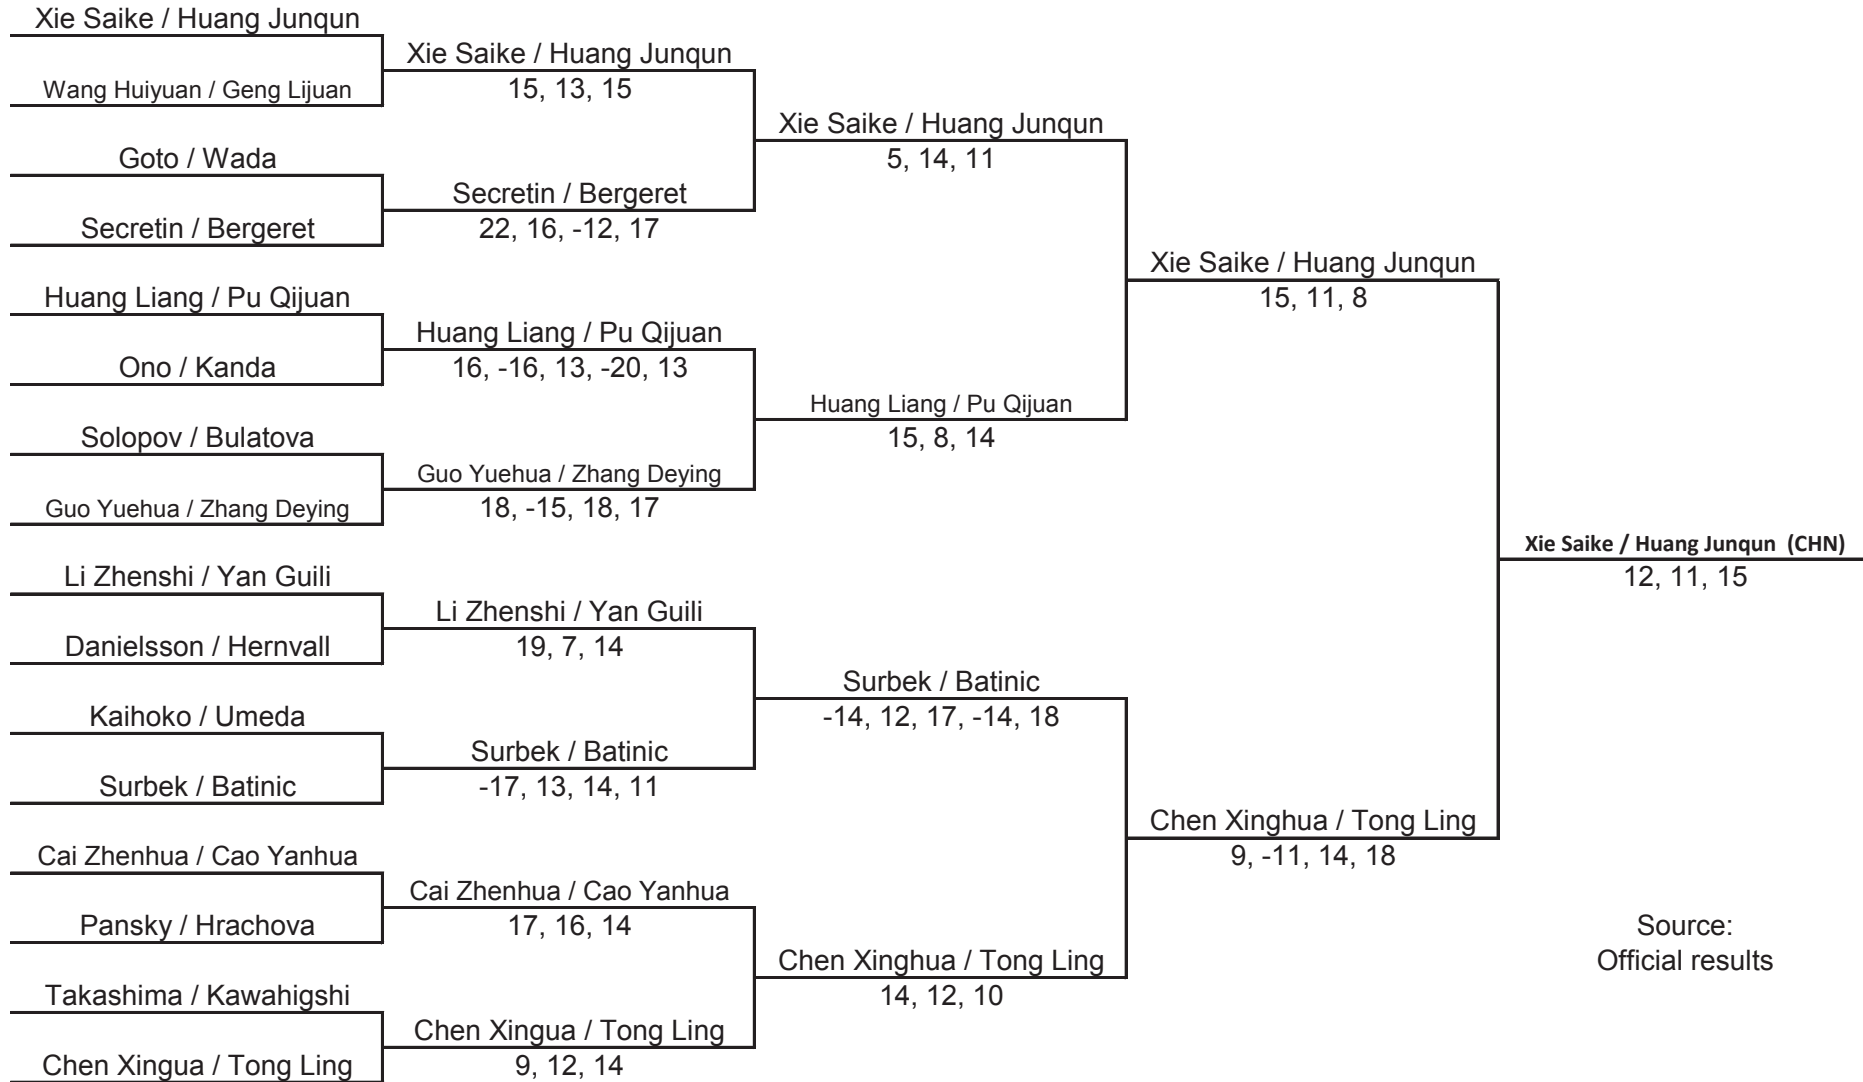 Xie Saike / Huang Junqun
Wang Huiyuan / Geng Lijuan
Goto / Wada
Secretin / Bergeret
Huang Liang / Pu Qijuan
Ono / Kanda
Solopov / Bulatova
Guo Yuehua / Zhang Deying
Li Zhenshi / Yan Guili
Danielsson / Hernvall
Kaihoko / Umeda
Surbek / Batinic
Cai Zhenhua / Cao Yanhua
Pansky / Hrachova
Takashima / Kawahigshi
Chen Xingua / Tong Ling
Xie Saike / Huang Junqun
15, 13, 15
Secretin / Bergeret
22, 16, -12, 17
Huang Liang / Pu Qijuan
16, -16, 13, -20, 13
Guo Yuehua / Zhang Deying
18, -15, 18, 17
Li Zhenshi / Yan Guili
19, 7, 14
Surbek / Batinic
-17, 13, 14, 11
Cai Zhenhua / Cao Yanhua
17, 16, 14
Chen Xingua / Tong Ling
9, 12, 14
Xie Saike / Huang Junqun
5, 14, 11
Huang Liang / Pu Qijuan
15, 8, 14
Surbek / Batinic
-14, 12, 17, -14, 18
Chen Xinghua / Tong Ling
14, 12, 10
Xie Saike / Huang Junqun
15, 11, 8
Chen Xinghua / Tong Ling
9, -11, 14, 18
Xie Saike / Huang Junqun (CHN)
12, 11, 15
Source:
Official results